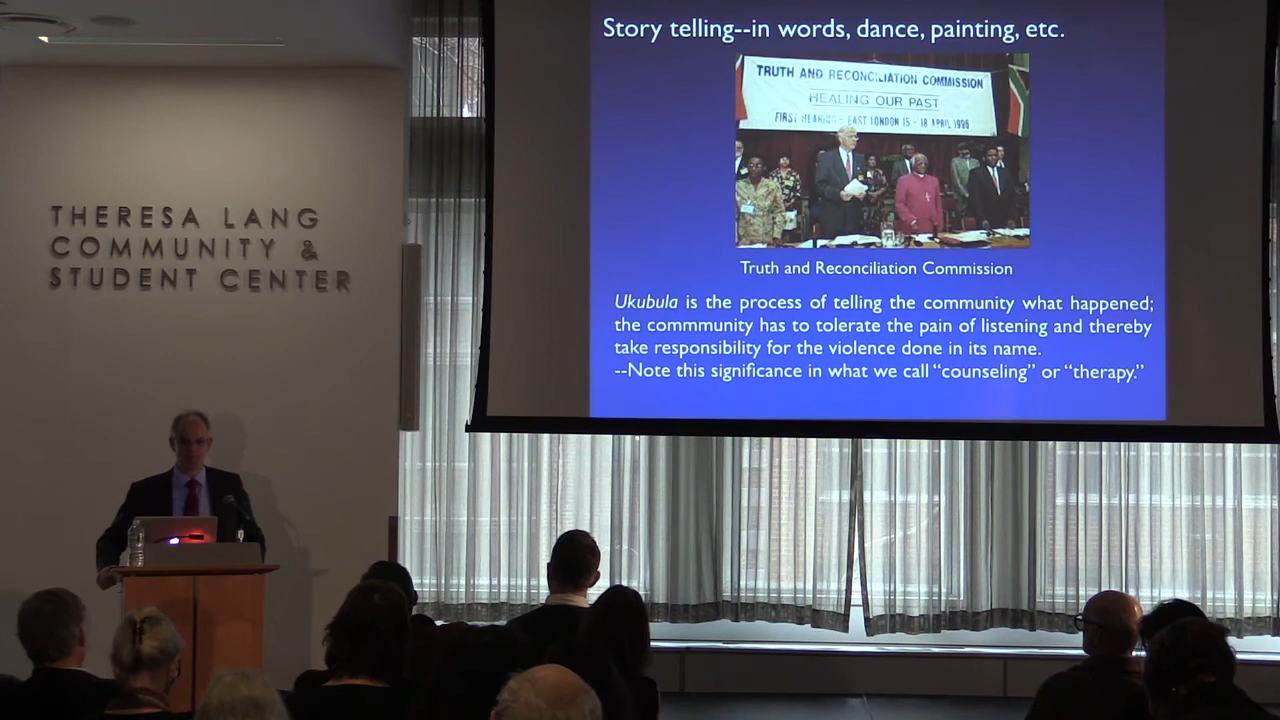 THERESA LANG
COMMUNITY &
STUDENT CENTER
Story telling--in words, dance, painting, etc.
TRUTH AND RECONCILIATION COMMISSION
HEALING OUR PAST
FIRST HEARING - EAST LONDON 15 - 18 APRIL 1996
Truth and Reconciliation Commission
Ukubula is the process of telling the community what happened;
the commmunity has to tolerate the pain of listening and thereby
take responsibility for the violence done in its name.
--Note this significance in what we call “counseling” or “therapy.”